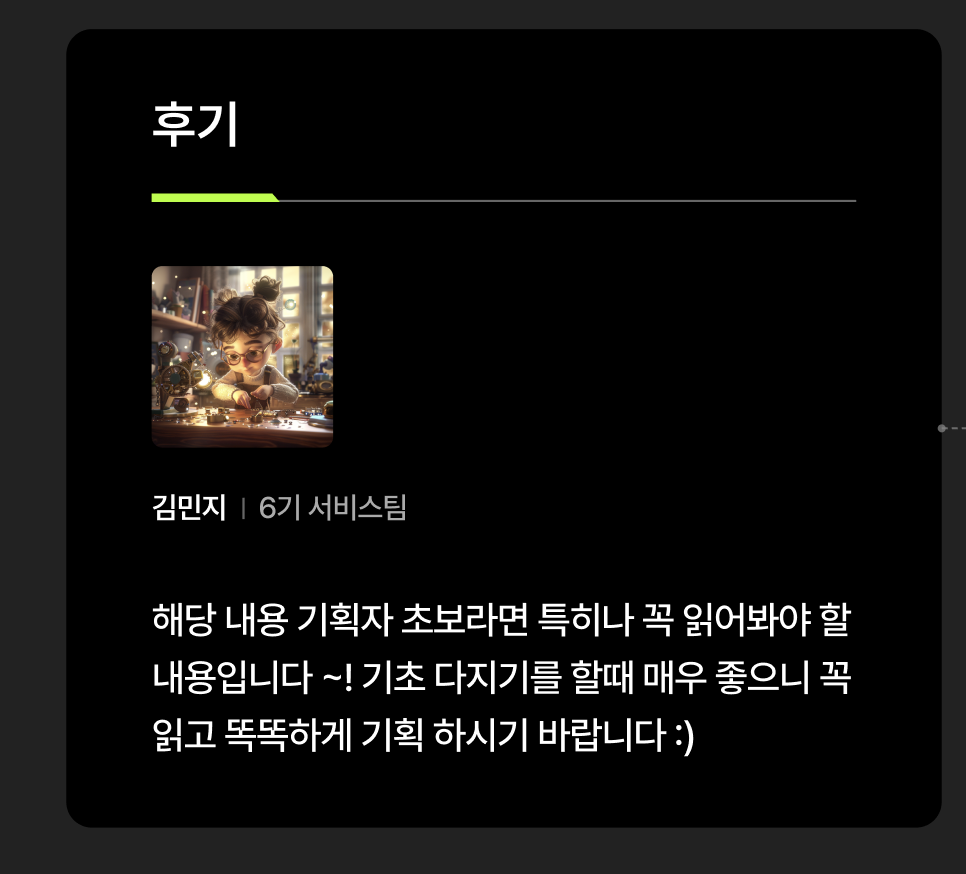 후기
김민지 | 6기 서비스팀
해당 내용 기획자 초보라면 특히나 꼭 읽어봐야 할
내용입니다 ~! 기초 다지기를 할때 매우 좋으니 꼭
읽고 똑똑하게 기획 하시기 바랍니다 :)